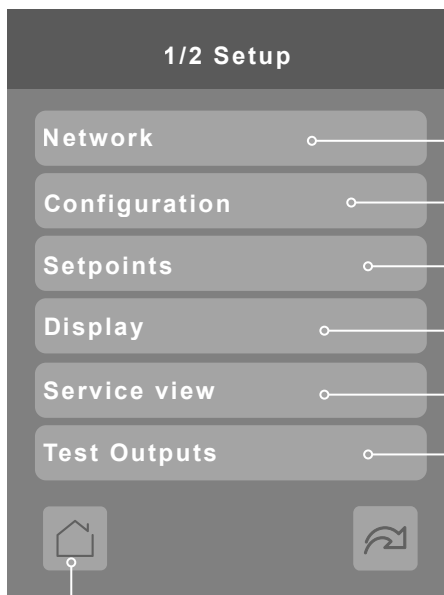 1/2 Setup
Network
Configuration
Setpoints
Display
Service view
Test Outputs